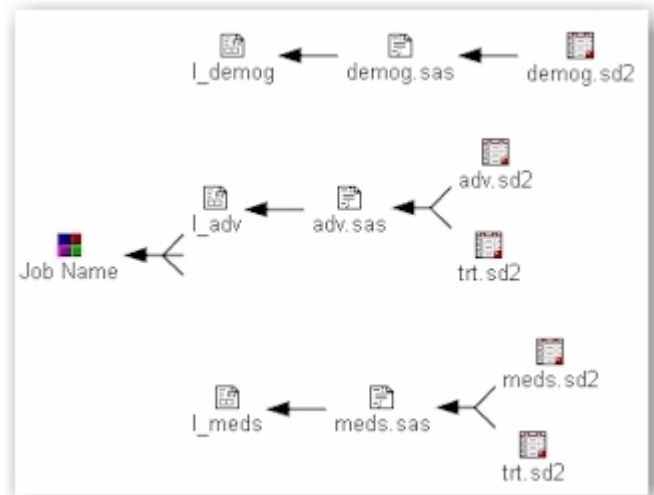 l_demog demog.sas demog.sd2
adv.sd2
l_adv adv.sas
Job Name trt.sd2
meds.sd2
l_meds meds.sas
trt.sd2